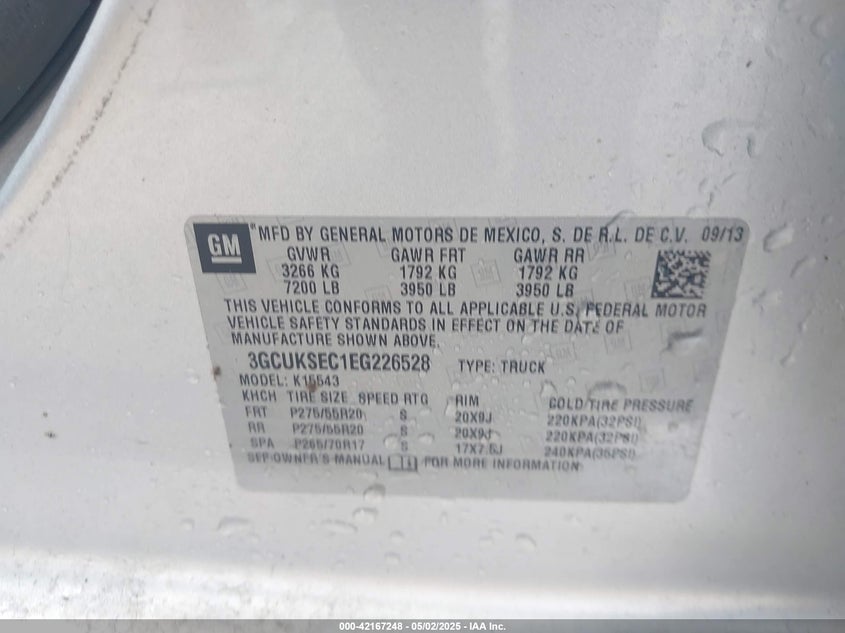 GM
MFD BY GENERAL MOTORS DE MEXICO, S. DE R.L. DE C.V. 09/13
GVWR GAWR FRT GAWR RR
3266 KG 1792 KG 1792 KG
7200 LB 3950 LB 3950 LB
THIS VEHICLE CONFORMS TO ALL APPLICABLE U.S. FEDERAL MOTOR
VEHICLE SAFETY STANDARDS IN EFFECT ON THE DATE OF
MANUFACTURE SHOWN ABOVE.
3GCUKSEC1EG226528 TYPE: TRUCK
MODEL: K15543
KHCH TIRE SIZE SPEED RTG RIM COLD TIRE PRESSURE
FRT P275/55R20 S 20X9J 220KPA(32PSI)
RR P275/55R20 S 20X9J 220KPA(32PSI)
SPA P265/70R17 S 17X7.5J 240KPA(35PSI)
SEE OWNER'S MANUAL FOR MORE INFORMATION
000-42167248 - 05/02/2025 - IAA Inc.